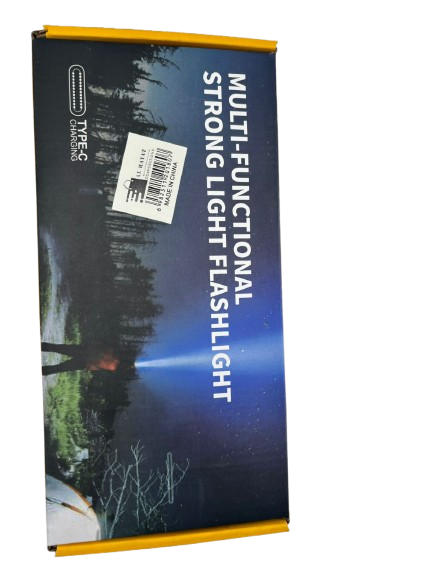 MULTI-FUNCTIONAL
STRONG LIGHT FLASHLIGHT
TYPE-C
CHARGING
MADE IN CHINA